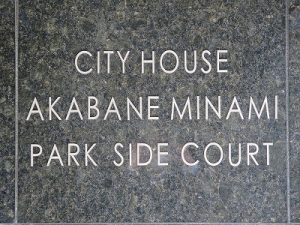 CITY HOUSE
AKABANE MINAMI
PARK SIDE COURT